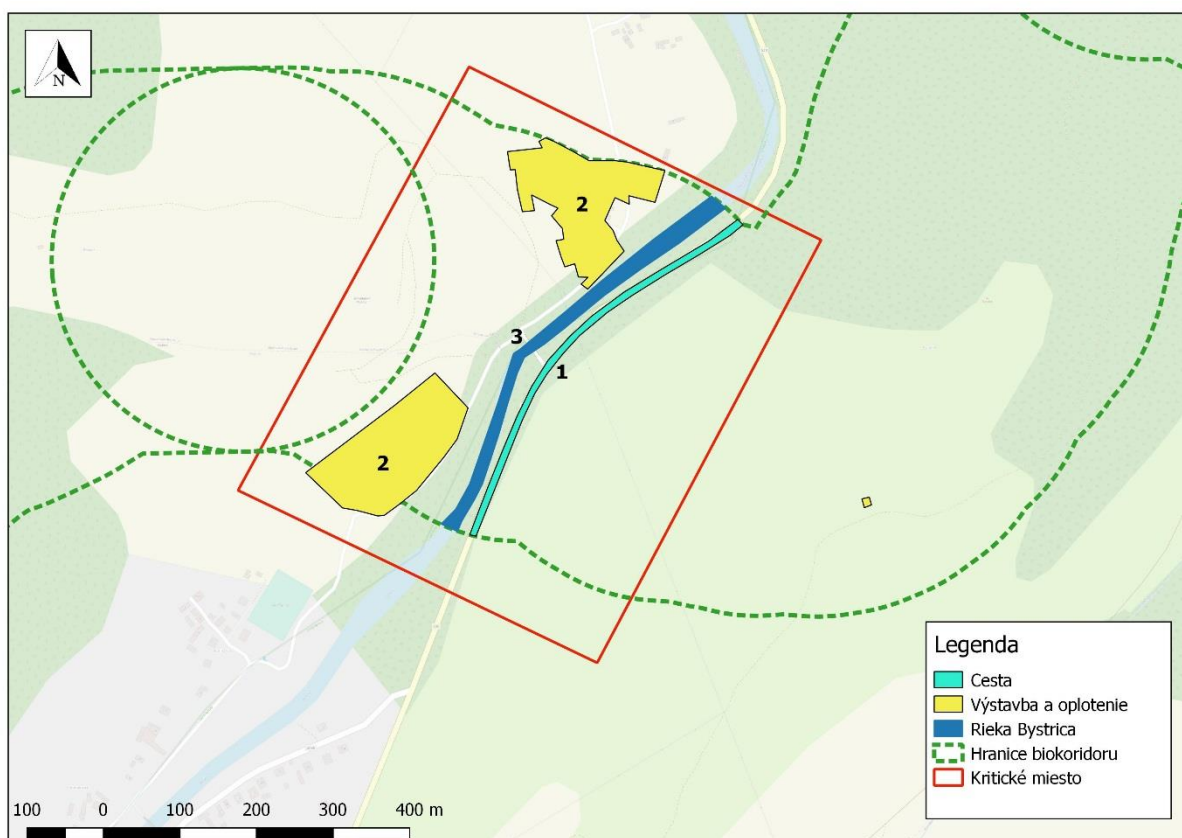 N
2
3
1
2
Legenda
Cesta
Výstavba a oplotenie
Rieka Bystrica
Hranice biokoridoru
Kritické miesto
100 0 100 200 300 400 m